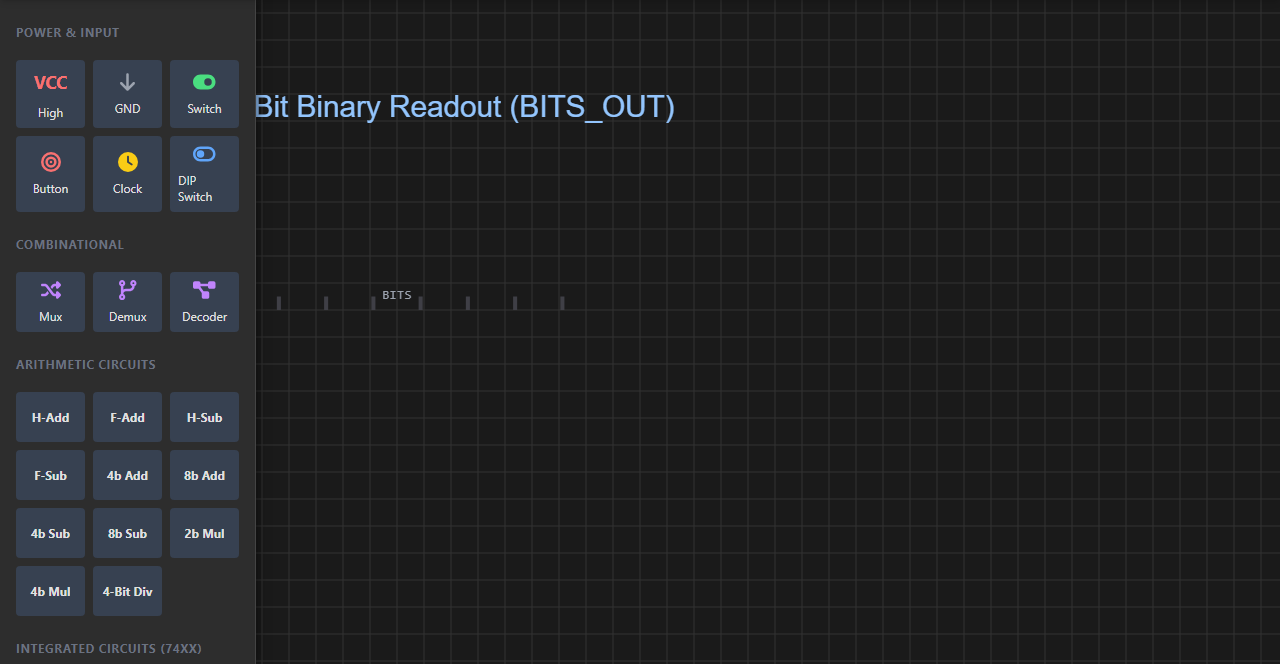 POWER & INPUT
VCC
High
GND
Switch
Button
Clock
DIP
Switch
COMBINATIONAL
Mux
Demux
Decoder
ARITHMETIC CIRCUITS
H-Add
F-Add
H-Sub
F-Sub
4b Add
8b Add
4b Sub
8b Sub
2b Mul
4b Mul
4-Bit Div
INTEGRATED CIRCUITS (74XX)
Bit Binary Readout (BITS_OUT)
BITS